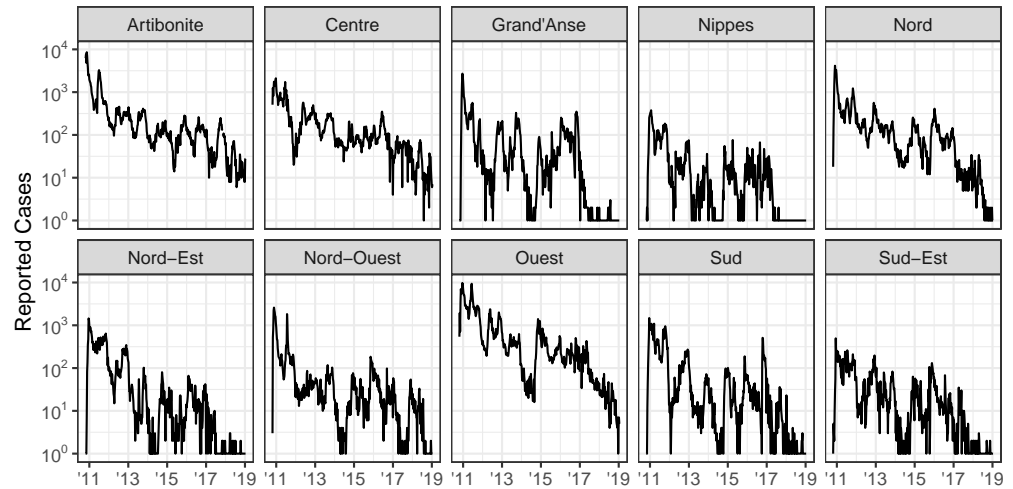 Artibonite Centre Grand'Anse Nippes Nord
10⁴
10³
10²
10¹
10⁰
Reported Cases
Nord−Est Nord−Ouest Ouest Sud Sud−Est
10⁴
10³
10²
10¹
10⁰
'11 '13 '15 '17 '19 '11 '13 '15 '17 '19 '11 '13 '15 '17 '19 '11 '13 '15 '17 '19 '11 '13 '15 '17 '19